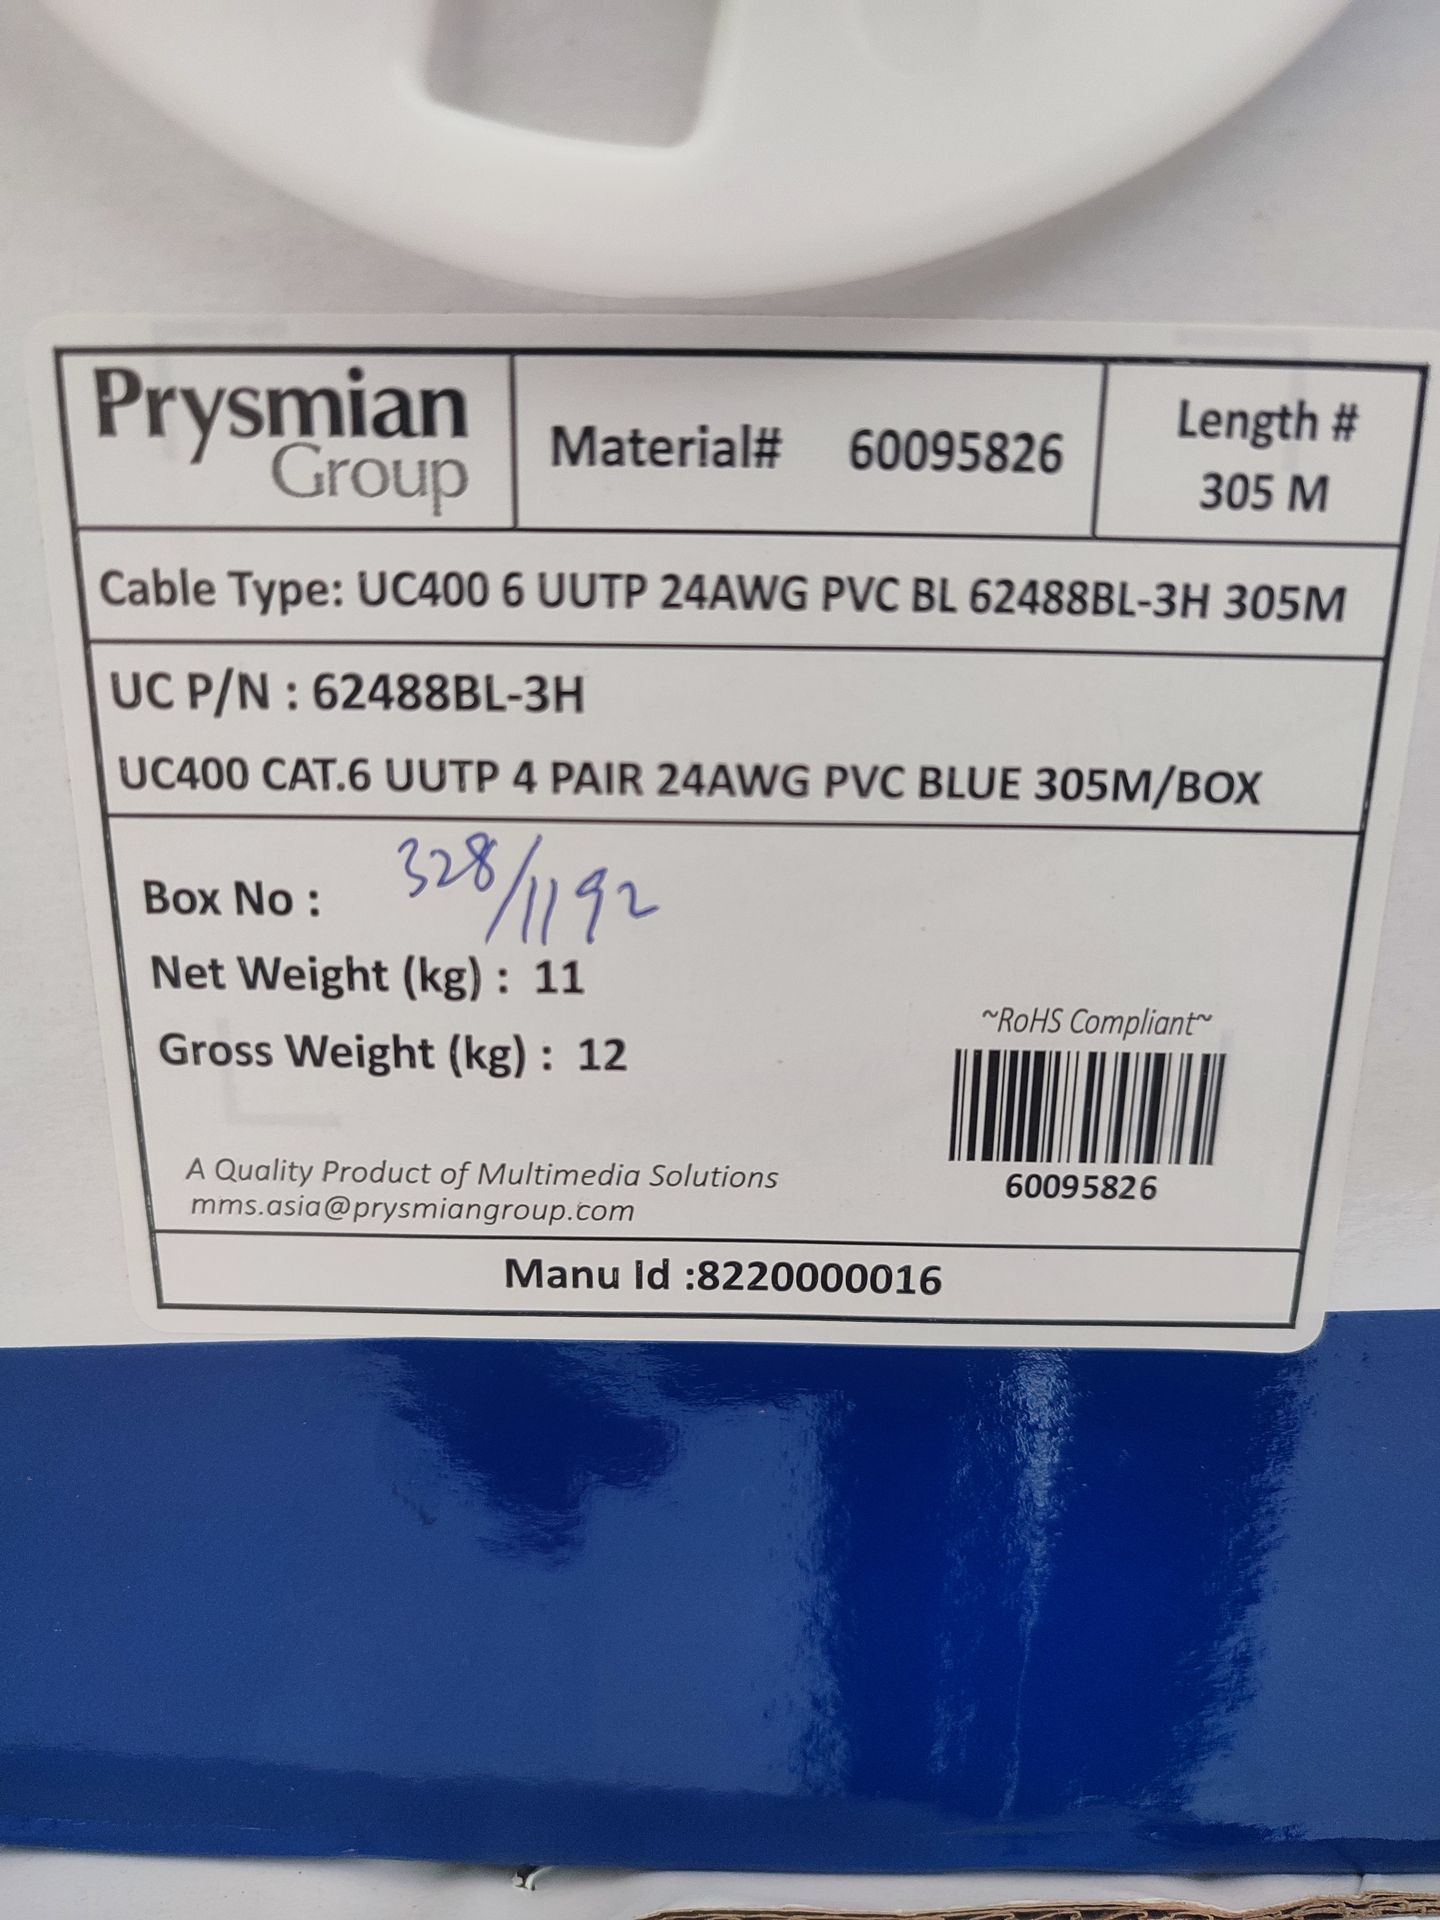 Prysmian
Group
Material# 60095826
Length #
305 M
Cable Type: UC400 6 UUTP 24AWG PVC BL 62488BL-3H 305M
UC P/N : 62488BL-3H
UC400 CAT.6 UUTP 4 PAIR 24AWG PVC BLUE 305M/BOX
Box No : 328/1192
Net Weight (kg) : 11
Gross Weight (kg) : 12
~RoHS Compliant~
60095826
A Quality Product of Multimedia Solutions
mms.asia@prysmiangroup.com
Manu Id :8220000016